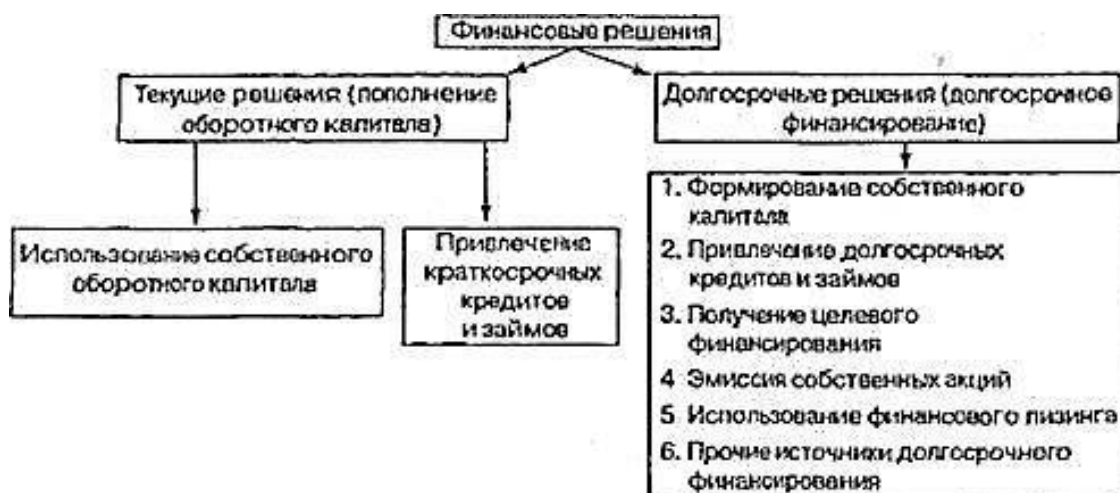 Финансовые решения
Текущие решения (пополнение
оборотного капитала)
Долгосрочные решения (долгосрочное
финансирование)
Использование собственного
оборотного капитала
Привлечение
краткосрочных
кредитов
и займов
1. Формирование собственного
капитала
2. Привлечение долгосрочных
кредитов и займов
3. Получение целевого
финансирования
4 Эмиссия собственных акций
5 Использование финансового лизинга
6. Прочие источники долгосрочного
финансирования